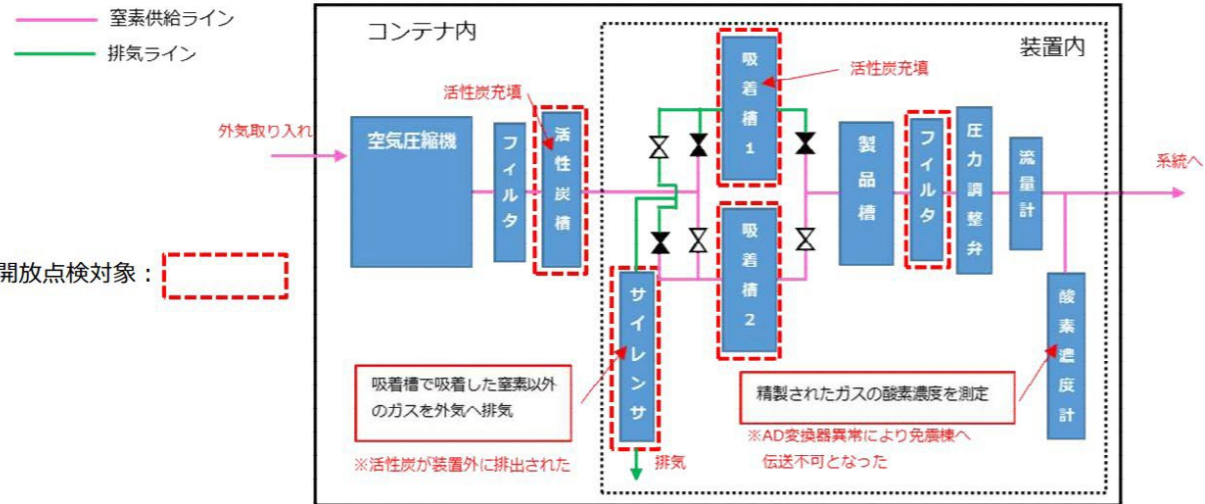 窒素供給ライン
排気ライン
コンテナ内
装置内
活性炭充填
活性炭充填
外気取り入れ
空気圧縮機
フィルタ
活性炭槽
吸着槽1
吸着槽2
製品槽
フィルタ
圧力調整弁
流量計
系統へ
開放点検対象：
サイレンサ
酸素濃度計
吸着槽で吸着した窒素以外
のガスを外気へ排気
※活性炭が装置外に排出された
排気
精製されたガスの酸素濃度を測定
※AD変換器異常により免震棟へ
伝送不可となった